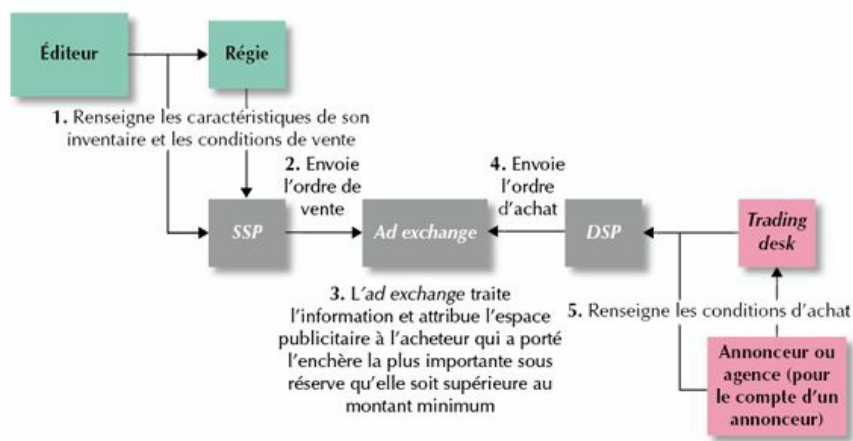 Éditeur
Régie
1. Renseigne les caractéristiques de son
inventaire et les conditions de vente
2. Envoie
l'ordre de
vente
4. Envoie
l'ordre
d'achat
SSP
Ad exchange
DSP
Trading
desk
3. L'ad exchange traite
l'information et attribue l'espace
publicitaire à l'acheteur qui a porté
l'enchère la plus importante sous
réserve qu'elle soit supérieure au
montant minimum
5. Renseigne les conditions d'achat
Annonceur ou
agence (pour
le compte d'un
annonceur)